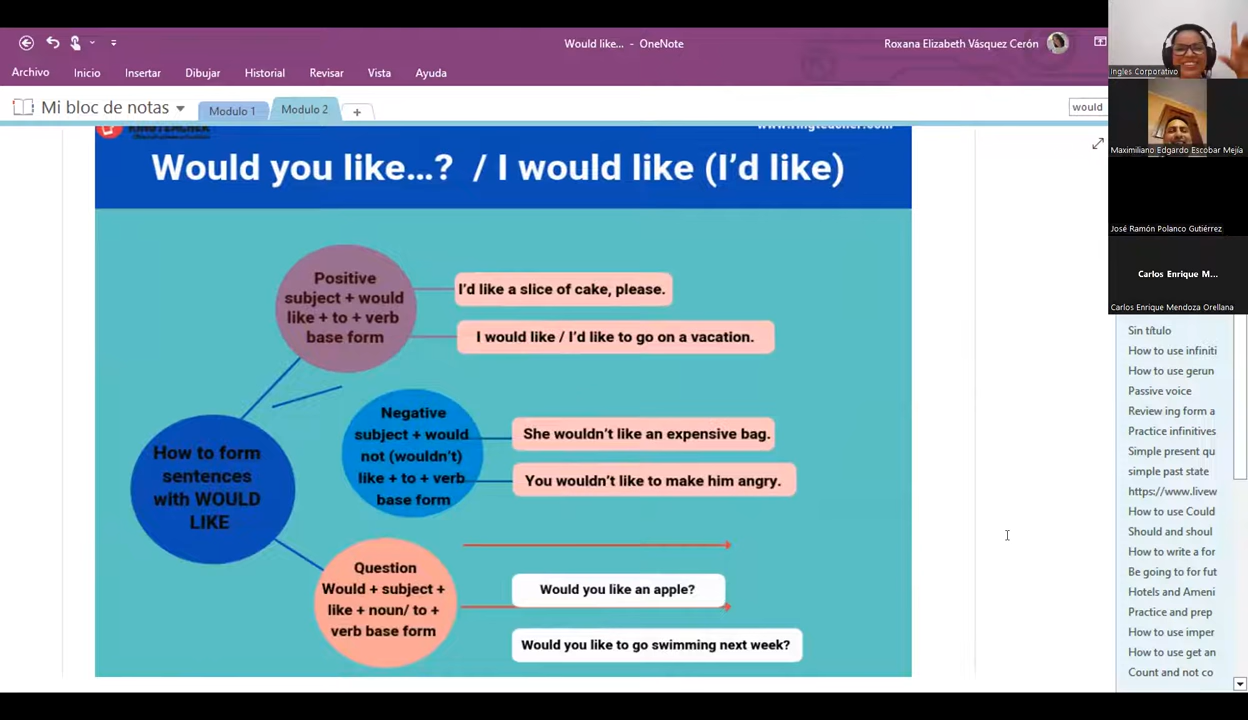 Would like... - OneNote
Roxana Elizabeth Vásquez Cerón
Archivo
Inicio
Insertar
Dibujar
Historial
Revisar
Vista
Ayuda
Mi bloc de notas
Modulo 1
Modulo 2
would
Would you like...? / I would like (I'd like)
Positive
subject + would
like + to + verb
base form
I'd like a slice of cake, please.
I would like / I'd like to go on a vacation.
Negative
subject + would
not (wouldn't)
like + to + verb
base form
She wouldn't like an expensive bag.
You wouldn't like to make him angry.
How to form
sentences
with WOULD
LIKE
Question
Would + subject +
like + noun/ to +
verb base form
Would you like an apple?
Would you like to go swimming next week?
Ingles Corporativo
Maximiliano Edgardo Escobar Mejía
José Ramón Polanco Gutiérrez
Carlos Enrique M...
Carlos Enrique Mendoza Orellana
Sin título
How to use infiniti
How to use gerun
Passive voice
Review ing form a
Practice infinitives
Simple present qu
simple past state
https://www.livew
How to use Could
Should and shoul
How to write a for
Be going to for fut
Hotels and Ameni
Practice and prep
How to use imper
How to use get an
Count and not co